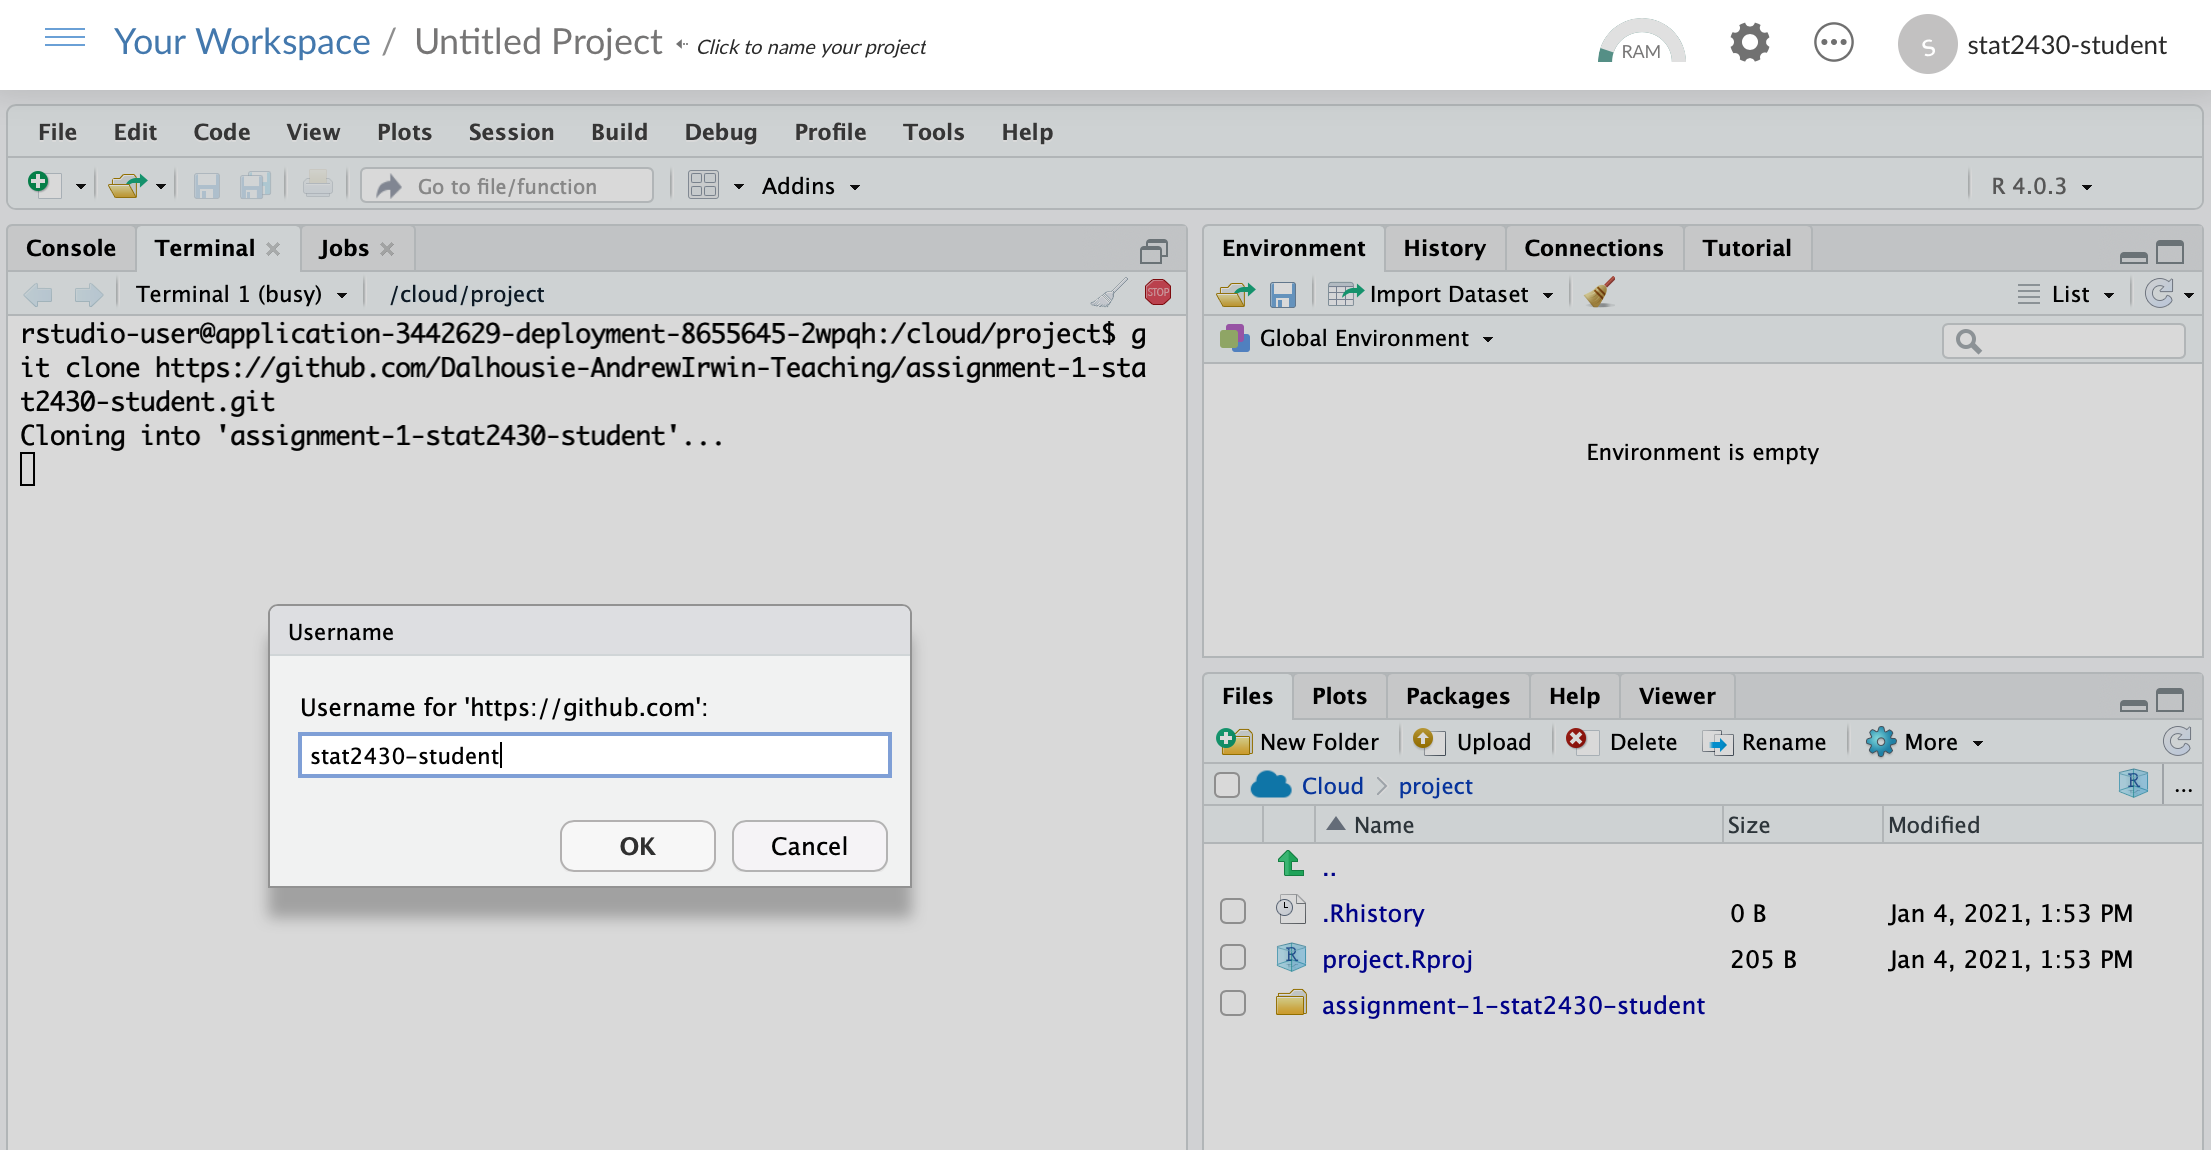 Your Workspace / Untitled Project Click to name your project
RAM
S stat2430-student
File Edit Code View Plots Session Build Debug Profile Tools Help
Go to file/function Addins R 4.0.3
Console Terminal Jobs
Terminal 1 (busy) /cloud/project
STOP
rstudio-user@application-3442629-deployment-8655645-2wpqh:/cloud/project$ g
it clone https://github.com/Dalhousie-AndrewIrwin-Teaching/assignment-1-sta
t2430-student.git
Cloning into 'assignment-1-stat2430-student'...
Username
Username for 'https://github.com':
stat2430-student
OK Cancel
Environment History Connections Tutorial
Import Dataset List
Global Environment
Environment is empty
Files Plots Packages Help Viewer
New Folder Upload Delete Rename More
Cloud project R ...
Name Size Modified
..
.Rhistory 0 B Jan 4, 2021, 1:53 PM
R project.Rproj 205 B Jan 4, 2021, 1:53 PM
assignment-1-stat2430-student